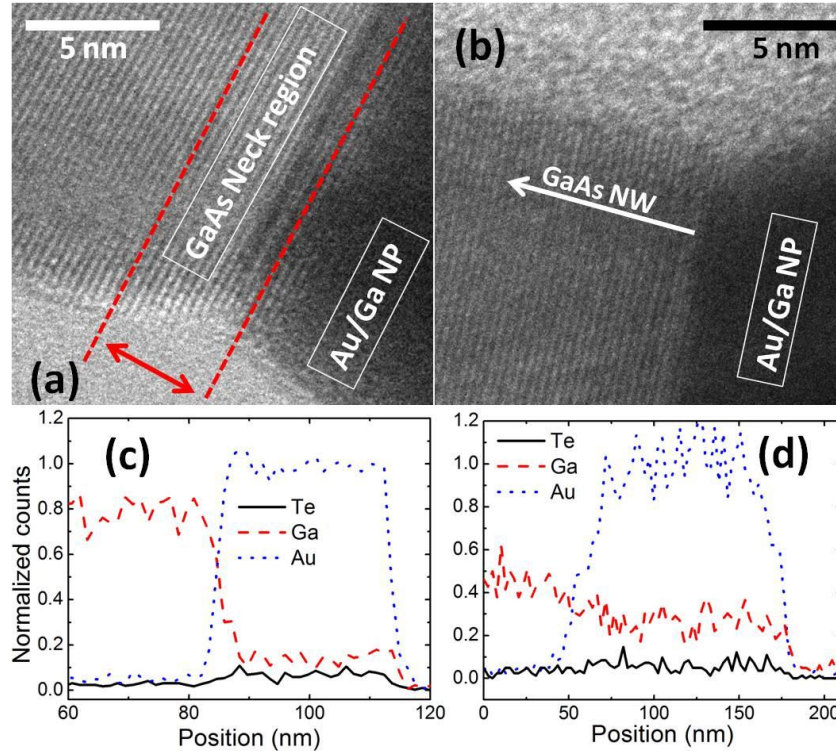 5 nm
GaAs Neck region
Au/Ga NP
(a)
(b)
5 nm
GaAs NW
Au/Ga NP
(c)
Te
Ga
Au
Normalized counts
1.2
1.0
0.8
0.6
0.4
0.2
0.0
60
80
100
120
Position (nm)
(d)
Te
Ga
Au
1.2
1.0
0.8
0.6
0.4
0.2
0.0
0
50
100
150
200
Position (nm)